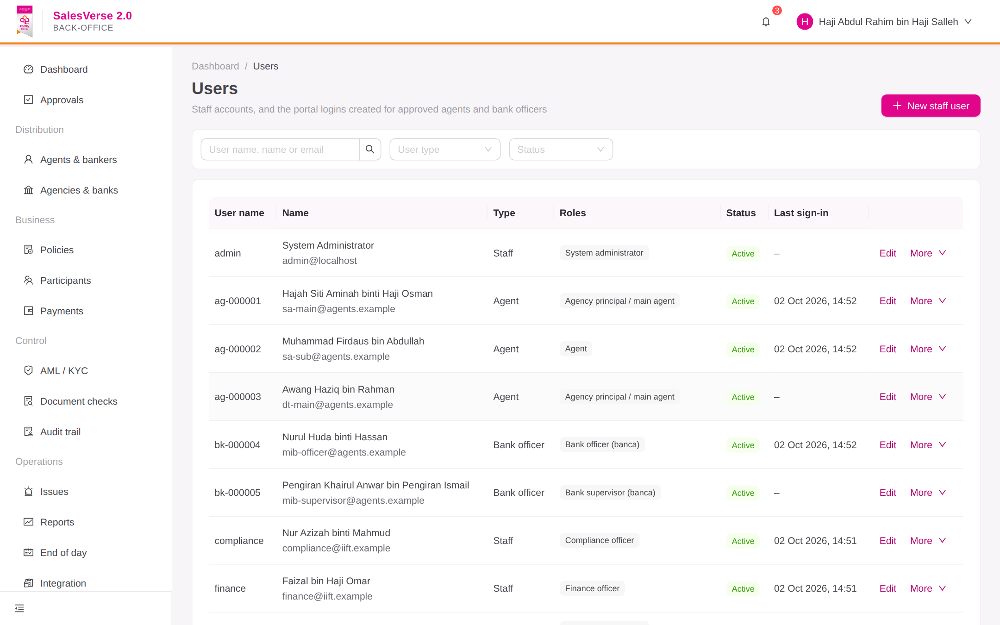 Family
Takaful
SalesVerse 2.0
BACK-OFFICE
3
H
Haji Abdul Rahim bin Haji Salleh
Dashboard
Approvals
Distribution
Agents & bankers
Agencies & banks
Business
Policies
Participants
Payments
Control
AML / KYC
Document checks
Audit trail
Operations
Issues
Reports
End of day
Integration
Dashboard / Users
Users
Staff accounts, and the portal logins created for approved agents and bank officers
New staff user
User name, name or email
User type
Status
User name Name Type Roles Status Last sign-in
admin System Administrator admin@localhost Staff System administrator Active – Edit More
ag-000001 Hajah Siti Aminah binti Haji Osman sa-main@agents.example Agent Agency principal / main agent Active 02 Oct 2026, 14:52 Edit More
ag-000002 Muhammad Firdaus bin Abdullah sa-sub@agents.example Agent Agent Active 02 Oct 2026, 14:52 Edit More
ag-000003 Awang Haziq bin Rahman dt-main@agents.example Agent Agency principal / main agent Active – Edit More
bk-000004 Nurul Huda binti Hassan mib-officer@agents.example Bank officer Bank officer (banca) Active 02 Oct 2026, 14:52 Edit More
bk-000005 Pengiran Khairul Anwar bin Pengiran Ismail mib-supervisor@agents.example Bank officer Bank supervisor (banca) Active – Edit More
compliance Nur Azizah binti Mahmud compliance@iift.example Staff Compliance officer Active 02 Oct 2026, 14:51 Edit More
finance Faizal bin Haji Omar finance@iift.example Staff Finance officer Active 02 Oct 2026, 14:51 Edit More